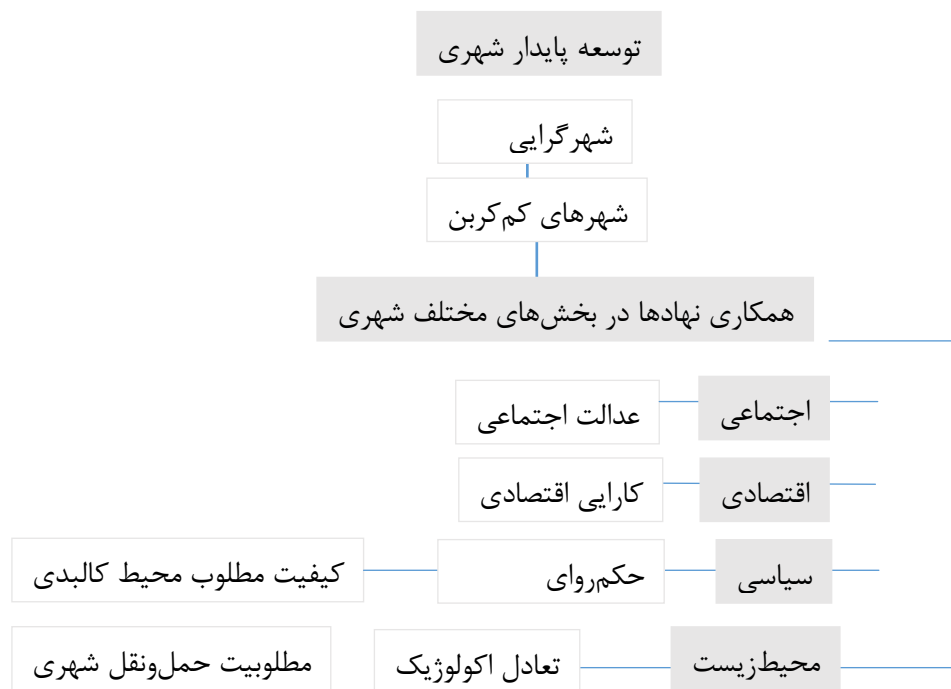 توسعه پایدار شهری
شهرگرایی
شهرهای کم‌کربن
همکاری نهادها در بخش‌های مختلف شهری
اجتماعی
عدالت اجتماعی
اقتصادی
کارایی اقتصادی
سیاسی
حکم‌روای
کیفیت مطلوب محیط کالبدی
محیط‌زیست
تعادل اکولوژیک
مطلوبیت حمل‌ونقل شهری